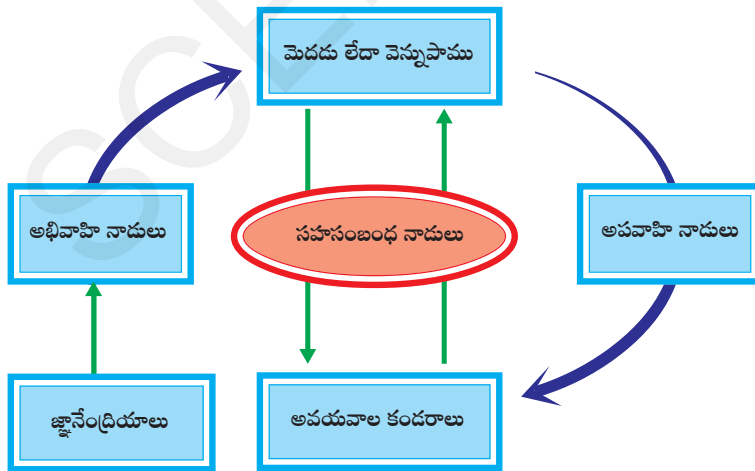 మెదడు లేదా వెన్నుపాము
అభివాహి నాడులు
సహసంబంధ నాడులు
అపవాహి నాడులు
జ్ఞానేంద్రియాలు
అవయవాల కండరాలు